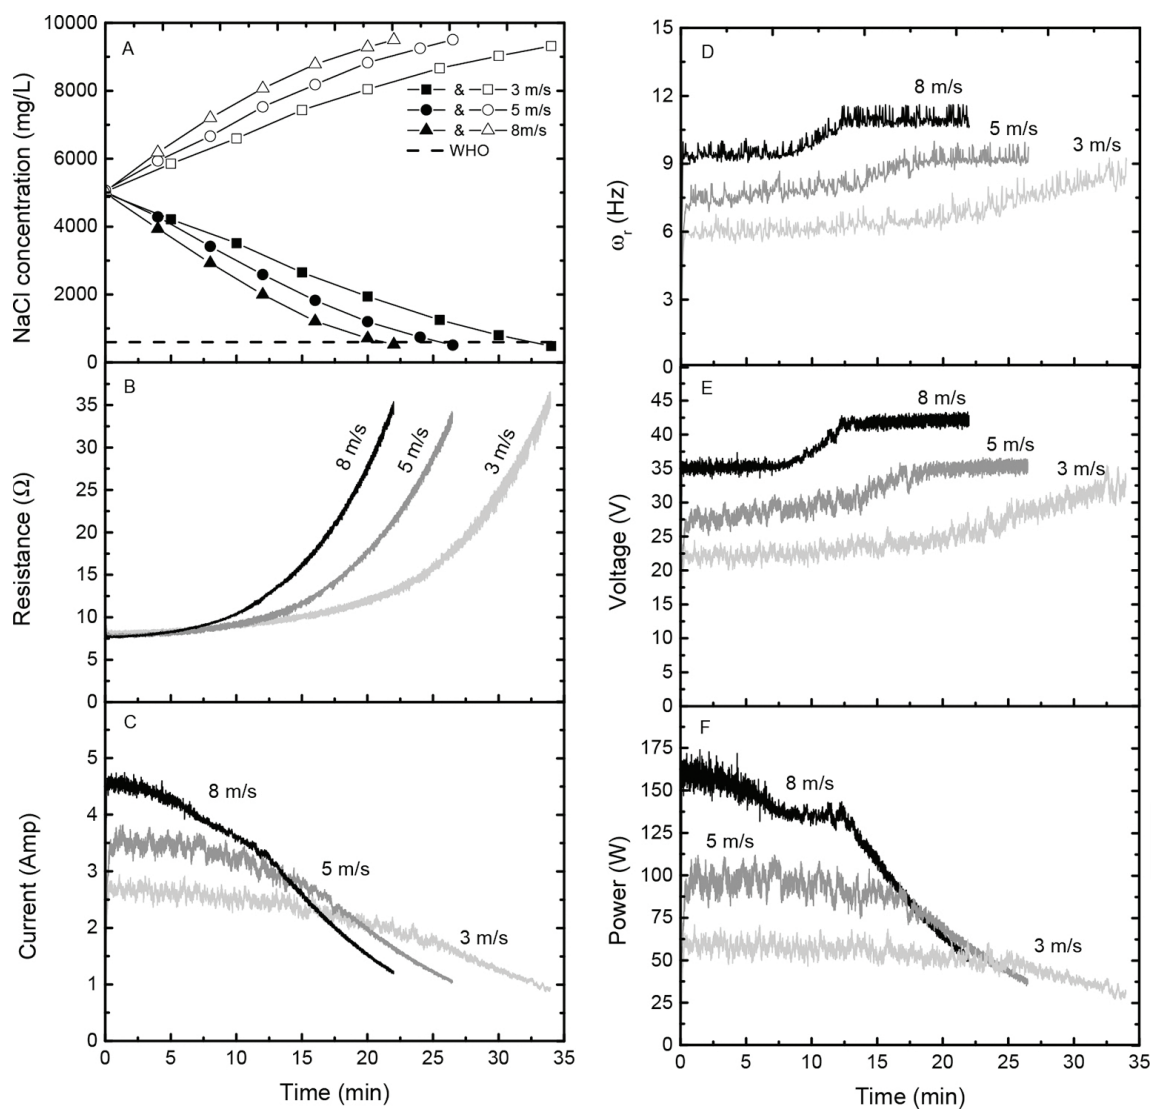 A
NaCl concentration (mg/L)
10000
8000
6000
4000
2000
0
& 3 m/s
& 5 m/s
& 8m/s
WHO
B
Resistance (Ω)
35
30
25
20
15
10
5
0
8 m/s
5 m/s
3 m/s
C
Current (Amp)
5
4
3
2
1
0
8 m/s
5 m/s
3 m/s
0 5 10 15 20 25 30 35
Time (min)
D
ωr (Hz)
15
12
9
6
3
0
8 m/s
5 m/s
3 m/s
E
Voltage (V)
45
40
35
30
25
20
15
10
5
0
8 m/s
5 m/s
3 m/s
F
Power (W)
175
150
125
100
75
50
25
0
8 m/s
5 m/s
3 m/s
0 5 10 15 20 25 30 35
Time (min)